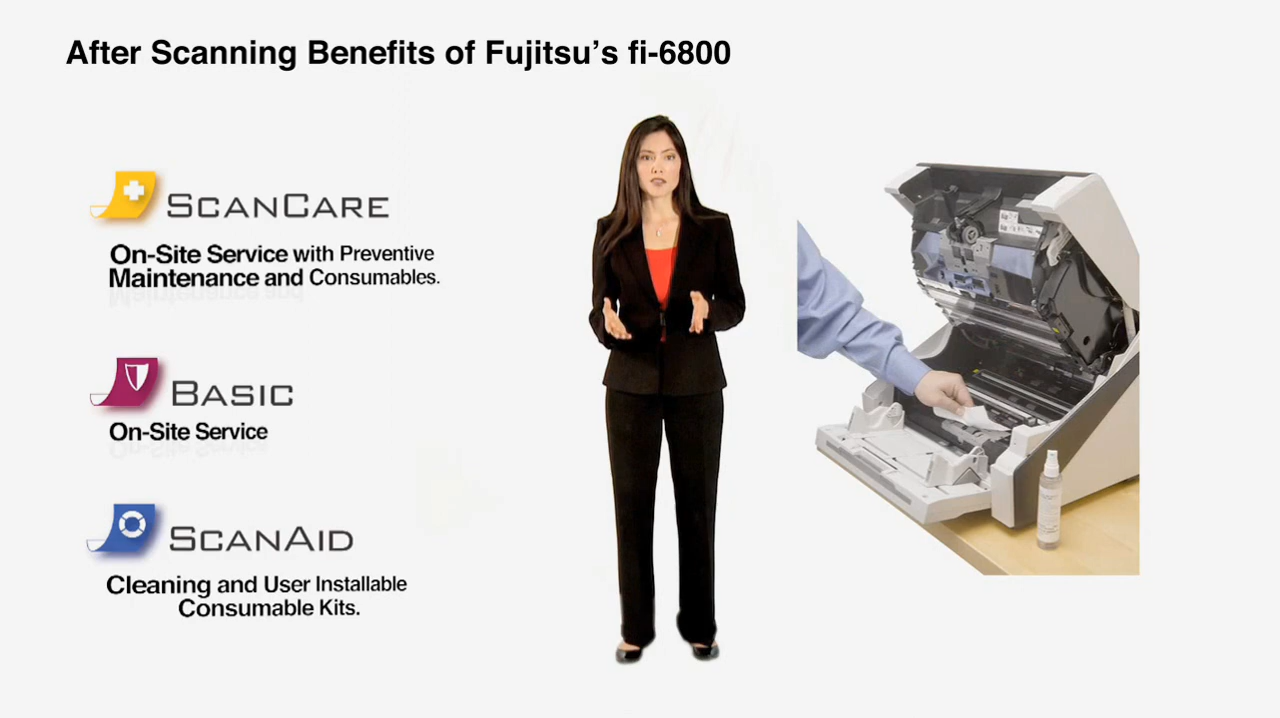 After Scanning Benefits of Fujitsu’s fi-6800
ScanCare
On-Site Service with Preventive
Maintenance and Consumables.
Basic
On-Site Service
ScanAid
Cleaning and User Installable
Consumable Kits.